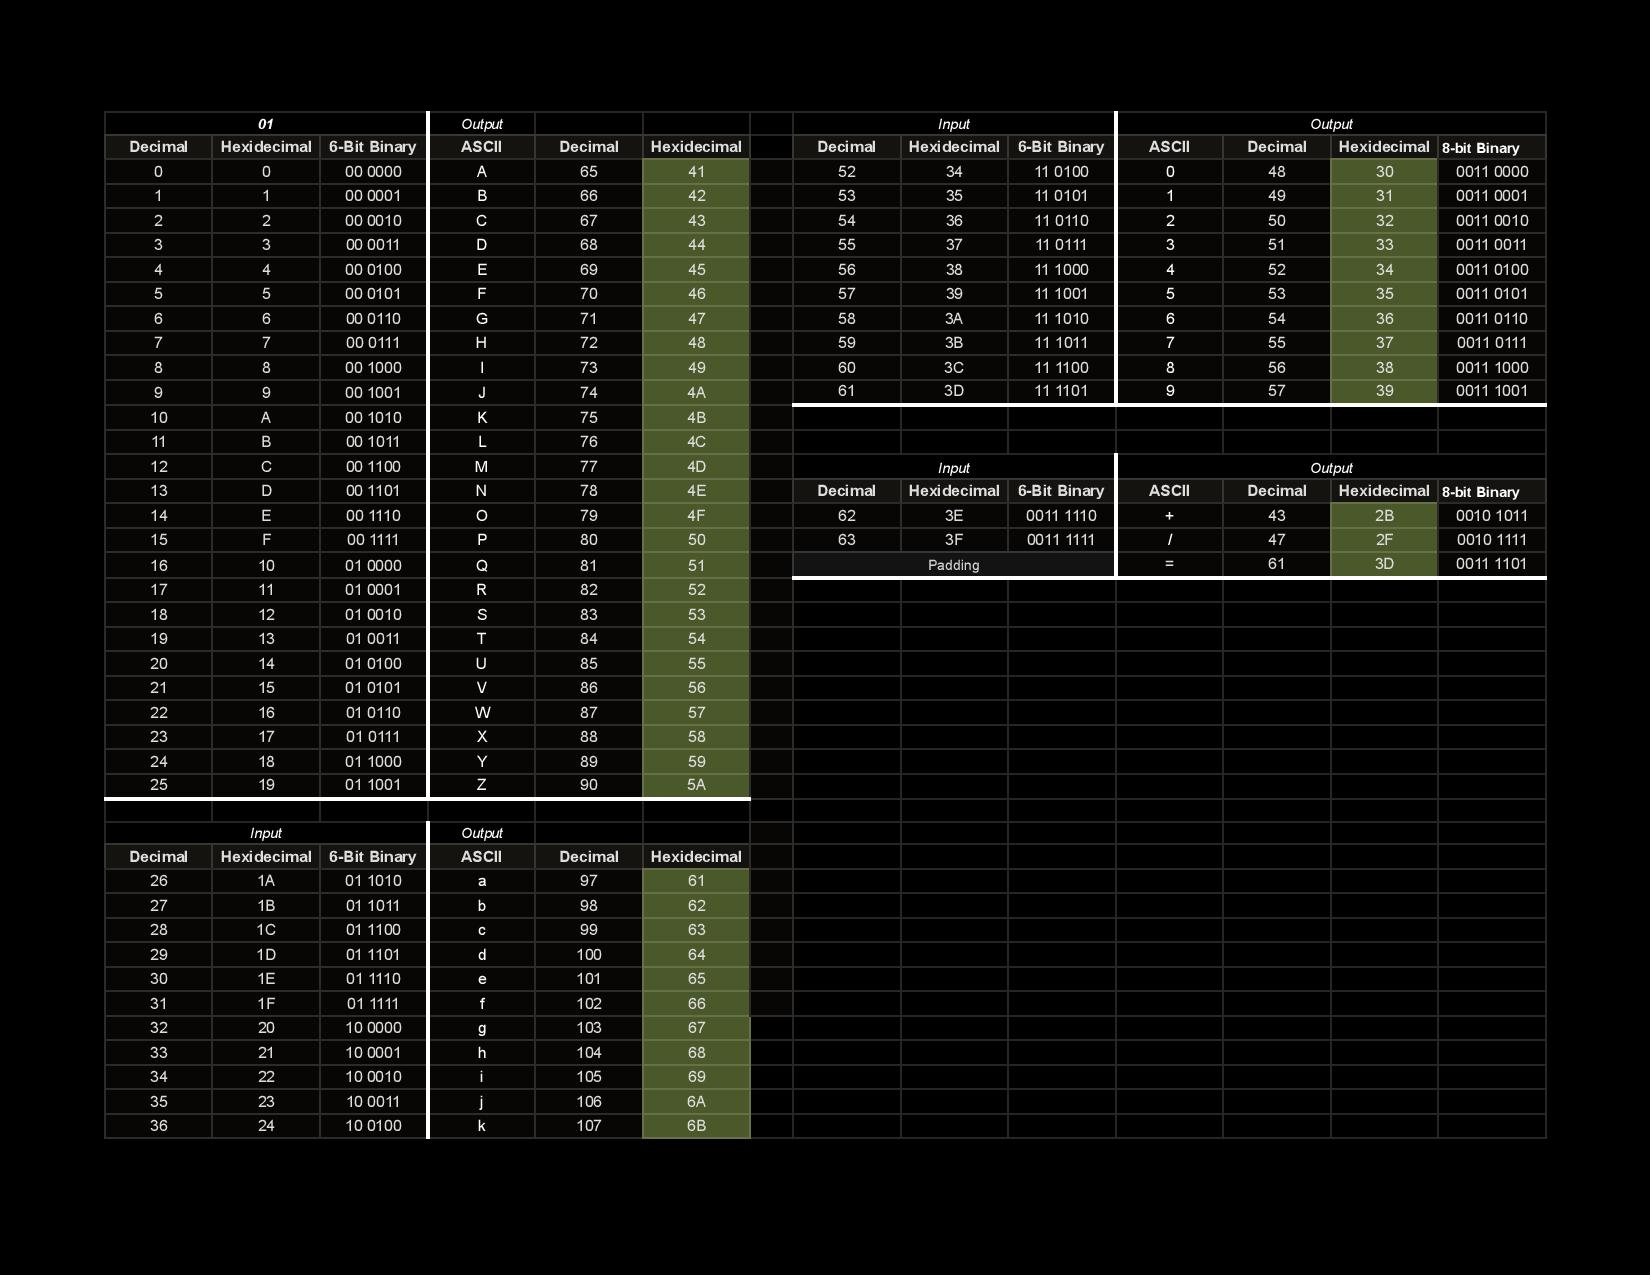 01 Output
Decimal Hexidecimal 6-Bit Binary ASCII Decimal Hexidecimal
0 0 00 0000 A 65 41
1 1 00 0001 B 66 42
2 2 00 0010 C 67 43
3 3 00 0011 D 68 44
4 4 00 0100 E 69 45
5 5 00 0101 F 70 46
6 6 00 0110 G 71 47
7 7 00 0111 H 72 48
8 8 00 1000 I 73 49
9 9 00 1001 J 74 4A
10 A 00 1010 K 75 4B
11 B 00 1011 L 76 4C
12 C 00 1100 M 77 4D
13 D 00 1101 N 78 4E
14 E 00 1110 O 79 4F
15 F 00 1111 P 80 50
16 10 01 0000 Q 81 51
17 11 01 0001 R 82 52
18 12 01 0010 S 83 53
19 13 01 0011 T 84 54
20 14 01 0100 U 85 55
21 15 01 0101 V 86 56
22 16 01 0110 W 87 57
23 17 01 0111 X 88 58
24 18 01 1000 Y 89 59
25 19 01 1001 Z 90 5A
Input Output
Decimal Hexidecimal 6-Bit Binary ASCII Decimal Hexidecimal
26 1A 01 1010 a 97 61
27 1B 01 1011 b 98 62
28 1C 01 1100 c 99 63
29 1D 01 1101 d 100 64
30 1E 01 1110 e 101 65
31 1F 01 1111 f 102 66
32 20 10 0000 g 103 67
33 21 10 0001 h 104 68
34 22 10 0010 i 105 69
35 23 10 0011 j 106 6A
36 24 10 0100 k 107 6B
Input Output
Decimal Hexidecimal 6-Bit Binary ASCII Decimal Hexidecimal 8-bit Binary
52 34 11 0100 0 48 30 0011 0000
53 35 11 0101 1 49 31 0011 0001
54 36 11 0110 2 50 32 0011 0010
55 37 11 0111 3 51 33 0011 0011
56 38 11 1000 4 52 34 0011 0100
57 39 11 1001 5 53 35 0011 0101
58 3A 11 1010 6 54 36 0011 0110
59 3B 11 1011 7 55 37 0011 0111
60 3C 11 1100 8 56 38 0011 1000
61 3D 11 1101 9 57 39 0011 1001
Input Output
Decimal Hexidecimal 6-Bit Binary ASCII Decimal Hexidecimal 8-bit Binary
62 3E 0011 1110 + 43 2B 0010 1011
63 3F 0011 1111 / 47 2F 0010 1111
Padding = 61 3D 0011 1101